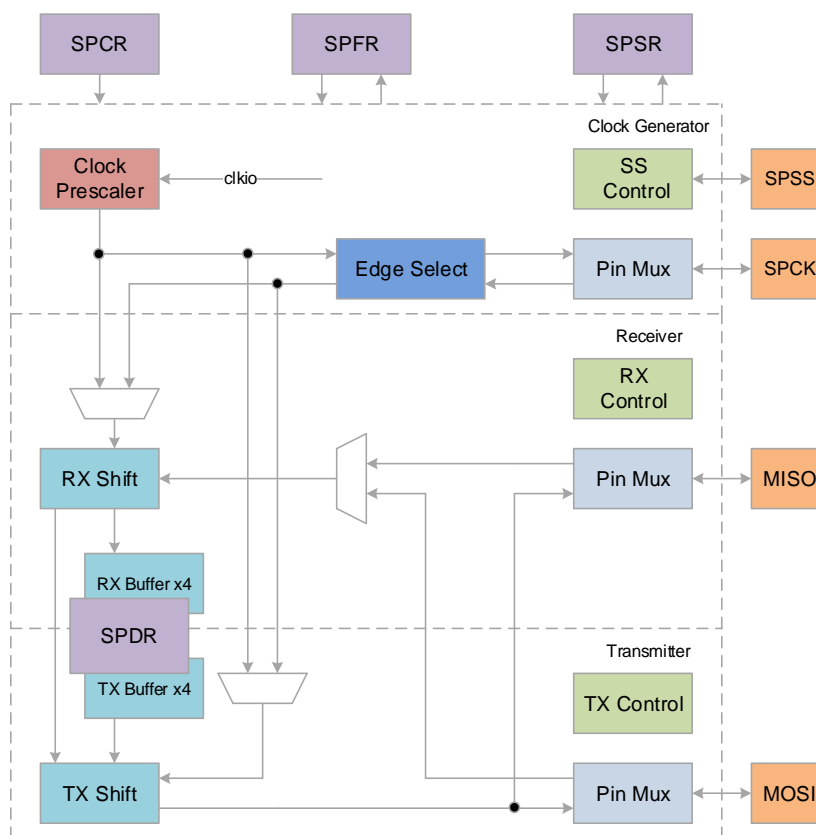 SPCR
SPFR
SPSR
Clock Generator
Clock
Prescaler
clkio
SS
Control
SPSS
Edge Select
Pin Mux
SPCK
Receiver
RX
Control
RX Shift
Pin Mux
MISO
RX Buffer x4
SPDR
Transmitter
TX Buffer x4
TX Control
TX Shift
Pin Mux
MOSI